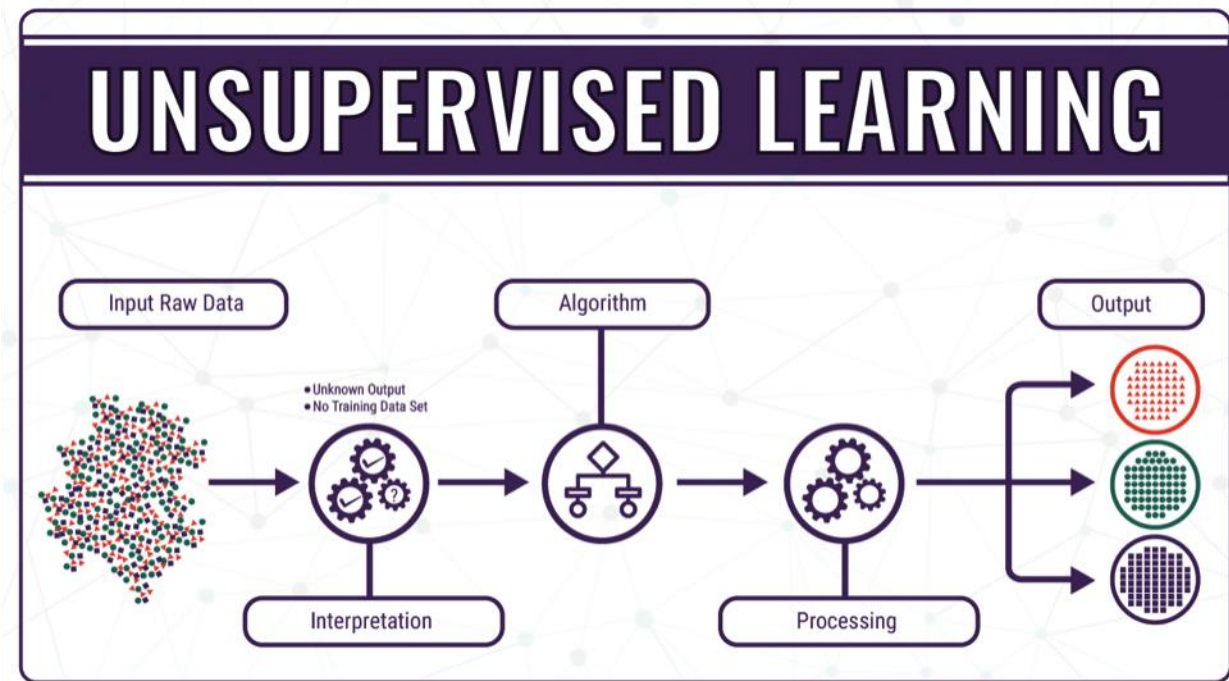 UNSUPERVISED LEARNING
Input Raw Data
Algorithm
Output
• Unknown Output
• No Training Data Set
?
Interpretation
Processing